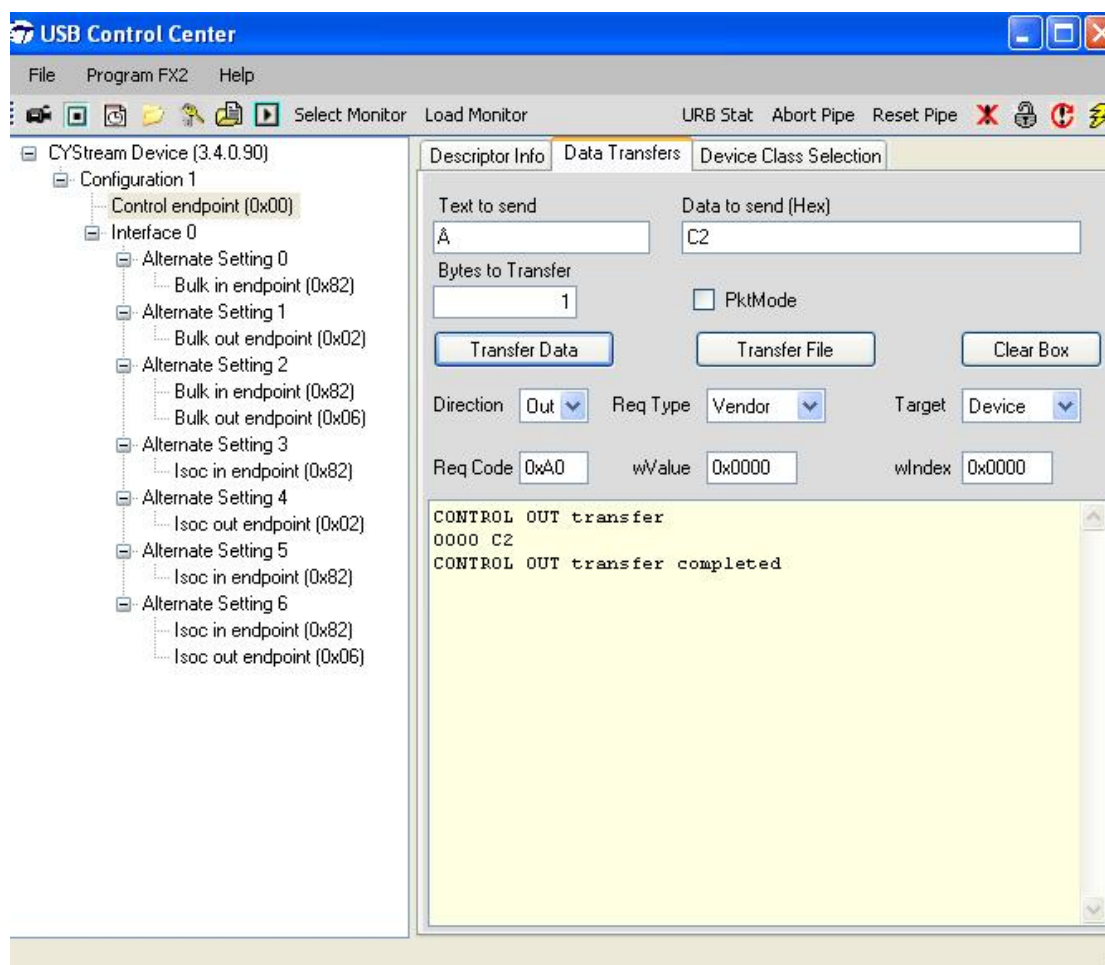 USB Control Center
File Program FX2 Help
Select Monitor Load Monitor URB Stat Abort Pipe Reset Pipe
CYStream Device (3.4.0.90)
Configuration 1
Control endpoint (0x00)
Interface 0
Alternate Setting 0
Bulk in endpoint (0x82)
Alternate Setting 1
Bulk out endpoint (0x02)
Alternate Setting 2
Bulk in endpoint (0x82)
Bulk out endpoint (0x06)
Alternate Setting 3
Isoc in endpoint (0x82)
Alternate Setting 4
Isoc out endpoint (0x02)
Alternate Setting 5
Isoc in endpoint (0x82)
Alternate Setting 6
Isoc in endpoint (0x82)
Isoc out endpoint (0x06)
Descriptor Info Data Transfers Device Class Selection
Text to send Data to send (Hex)
Â C2
Bytes to Transfer
1 PktMode
Transfer Data Transfer File Clear Box
Direction Out Req Type Vendor Target Device
Req Code 0xA0 wValue 0x0000 wIndex 0x0000
CONTROL OUT transfer
0000 C2
CONTROL OUT transfer completed